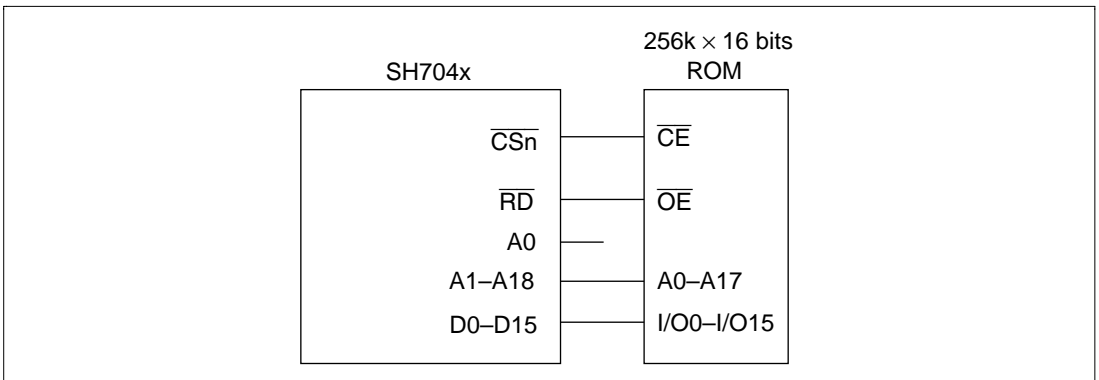 256k × 16 bits
SH704x ROM
CSn CE
RD OE
A0
A1–A18 A0–A17
D0–D15 I/O0–I/O15